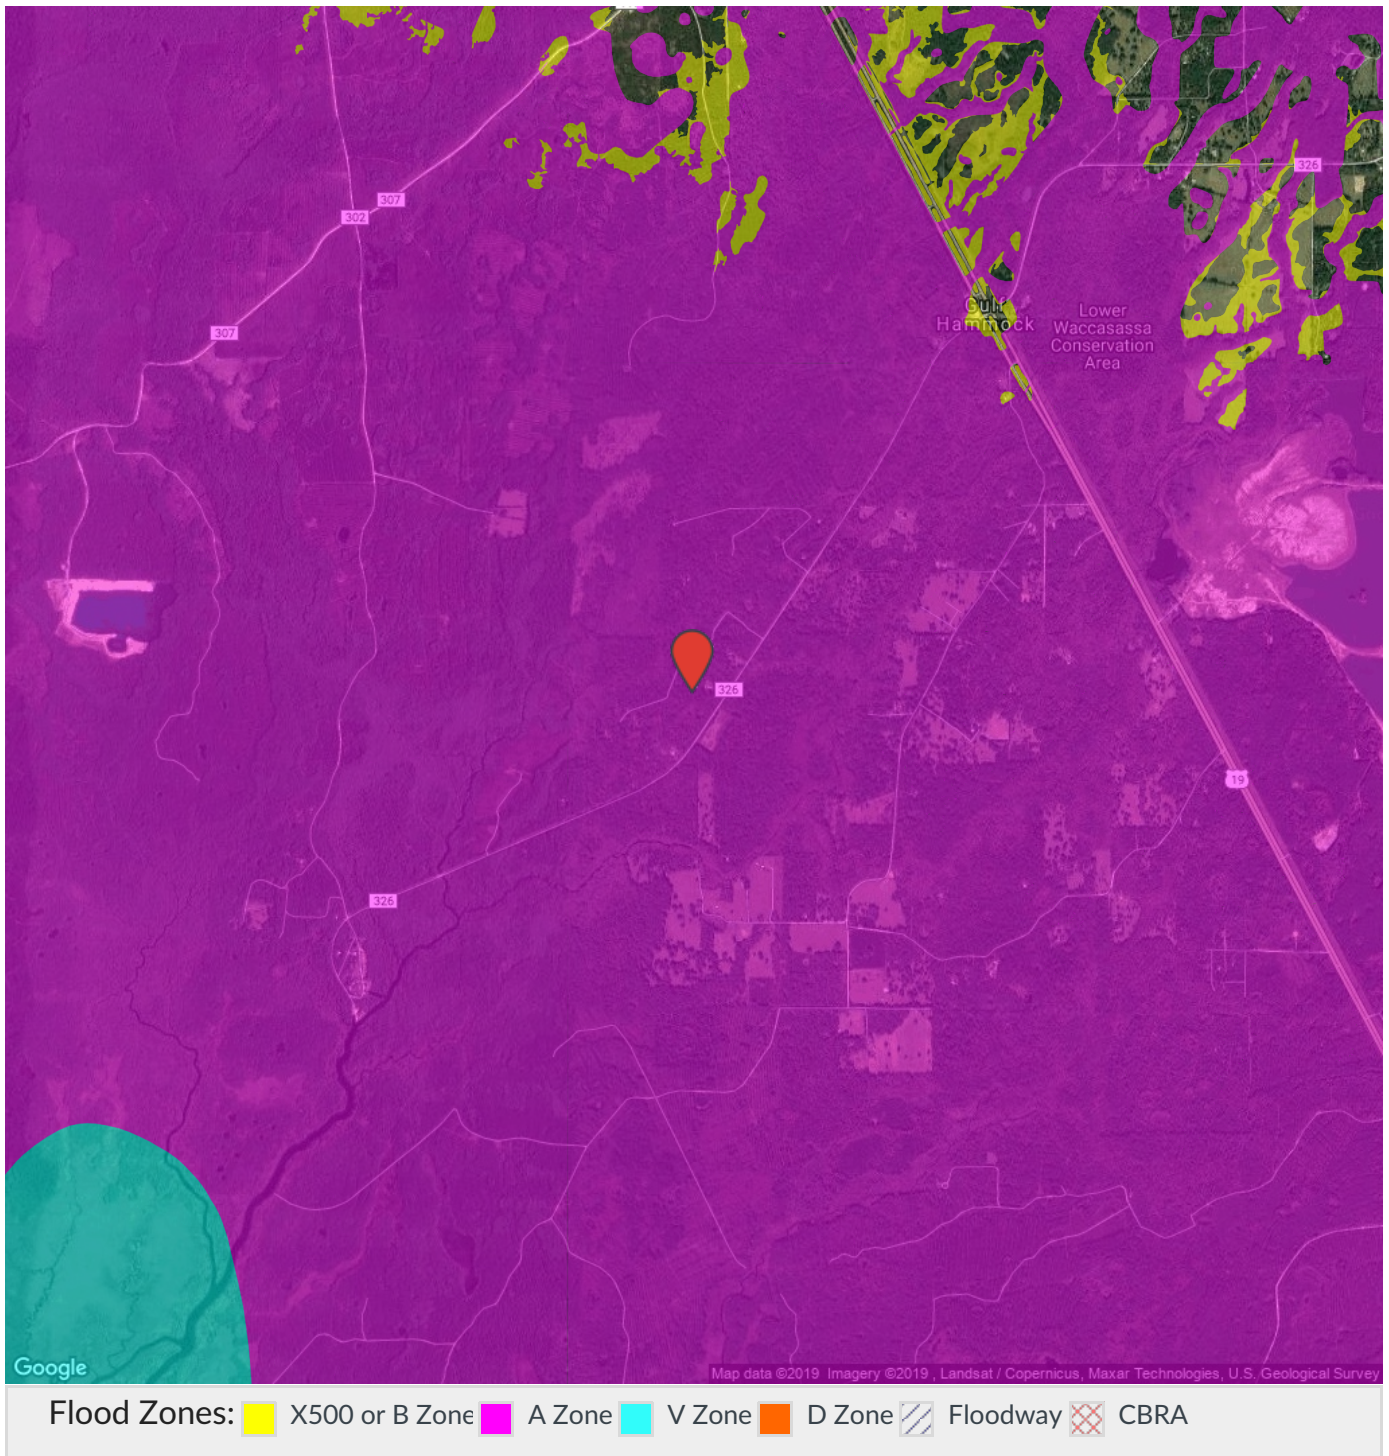 326
307
302
307
Gulf
Hammock
Lower
Waccasassa
Conservation
Area
326
19
326
Google
Map data ©2019 Imagery ©2019 , Landsat / Copernicus, Maxar Technologies, U.S. Geological Survey
Flood Zones: X500 or B Zone A Zone V Zone D Zone Floodway CBRA